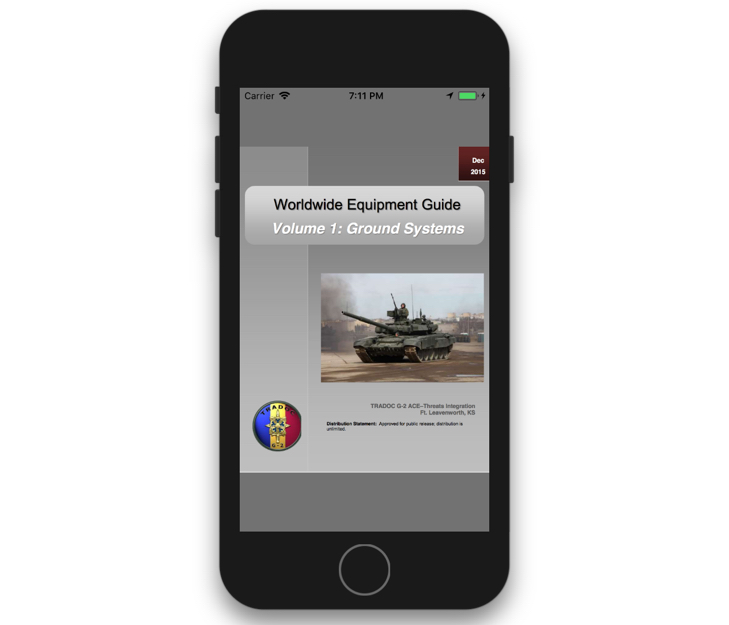 Carrier 7:11 PM
Dec
2015
Worldwide Equipment Guide
Volume 1: Ground Systems
TRADOC G-2 ACE–Threats Integration
Ft. Leavenworth, KS
Distribution Statement: Approved for public release; distribution is
unlimited.
TRADOC
G-2